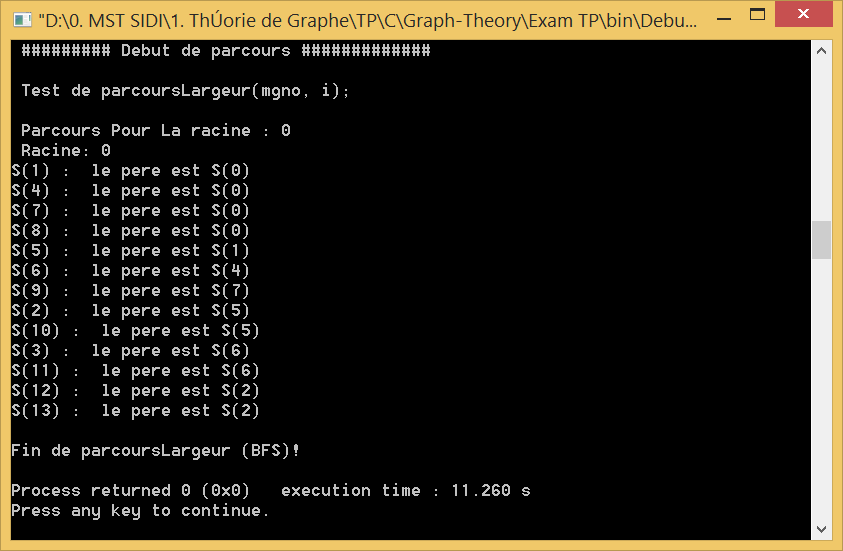 "D:\0. MST SIDI\1. ThÚorie de Graphe\TP\C\Graph-Theory\Exam TP\bin\Debu...
######### Debut de parcours #############
Test de parcoursLargeur(mgno, i);
Parcours Pour La racine : 0
Racine: 0
S(1) :  le pere est S(0)
S(4) :  le pere est S(0)
S(7) :  le pere est S(0)
S(8) :  le pere est S(0)
S(5) :  le pere est S(1)
S(6) :  le pere est S(4)
S(9) :  le pere est S(7)
S(2) :  le pere est S(5)
S(10) :  le pere est S(5)
S(3) :  le pere est S(6)
S(11) :  le pere est S(6)
S(12) :  le pere est S(2)
S(13) :  le pere est S(2)
Fin de parcoursLargeur (BFS)!
Process returned 0 (0x0)   execution time : 11.260 s
Press any key to continue.